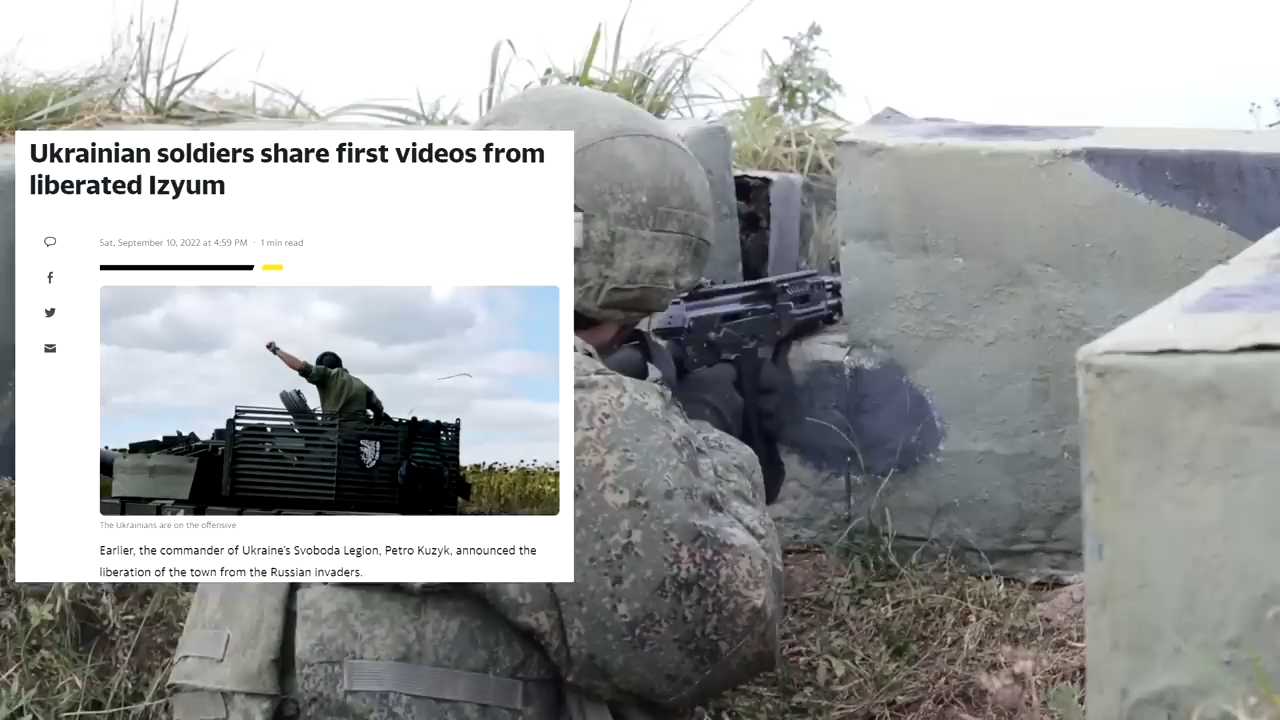 Ukrainian soldiers share first videos from
liberated Izyum
Sat, September 10, 2022 at 4:59 PM · 1 min read
The Ukrainians are on the offensive
Earlier, the commander of Ukraine's Svoboda Legion, Petro Kuzyk, announced the
liberation of the town from the Russian invaders.